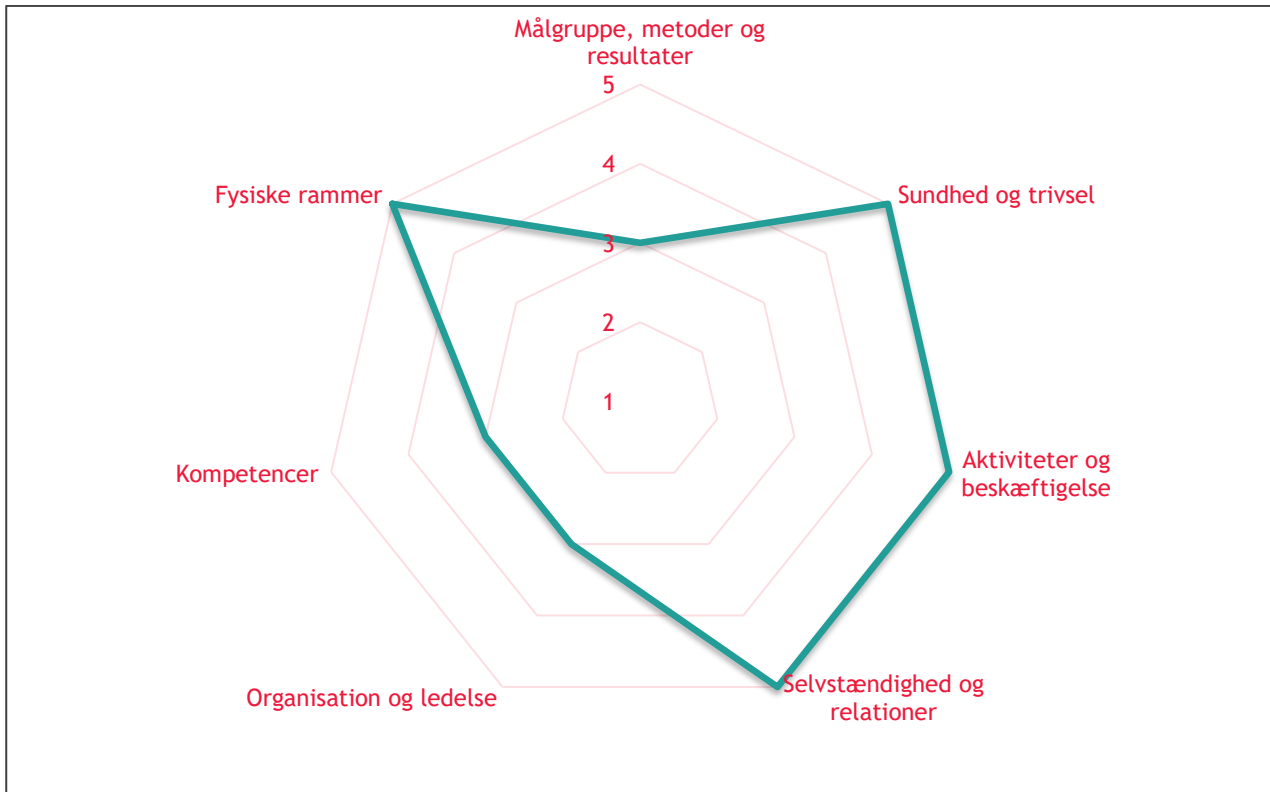 Målgruppe, metoder og
resultater
5
4
Fysiske rammer
Sundhed og trivsel
3
2
1
Kompetencer
Aktiviteter og
beskæftigelse
Organisation og ledelse
Selvstændighed og
relationer